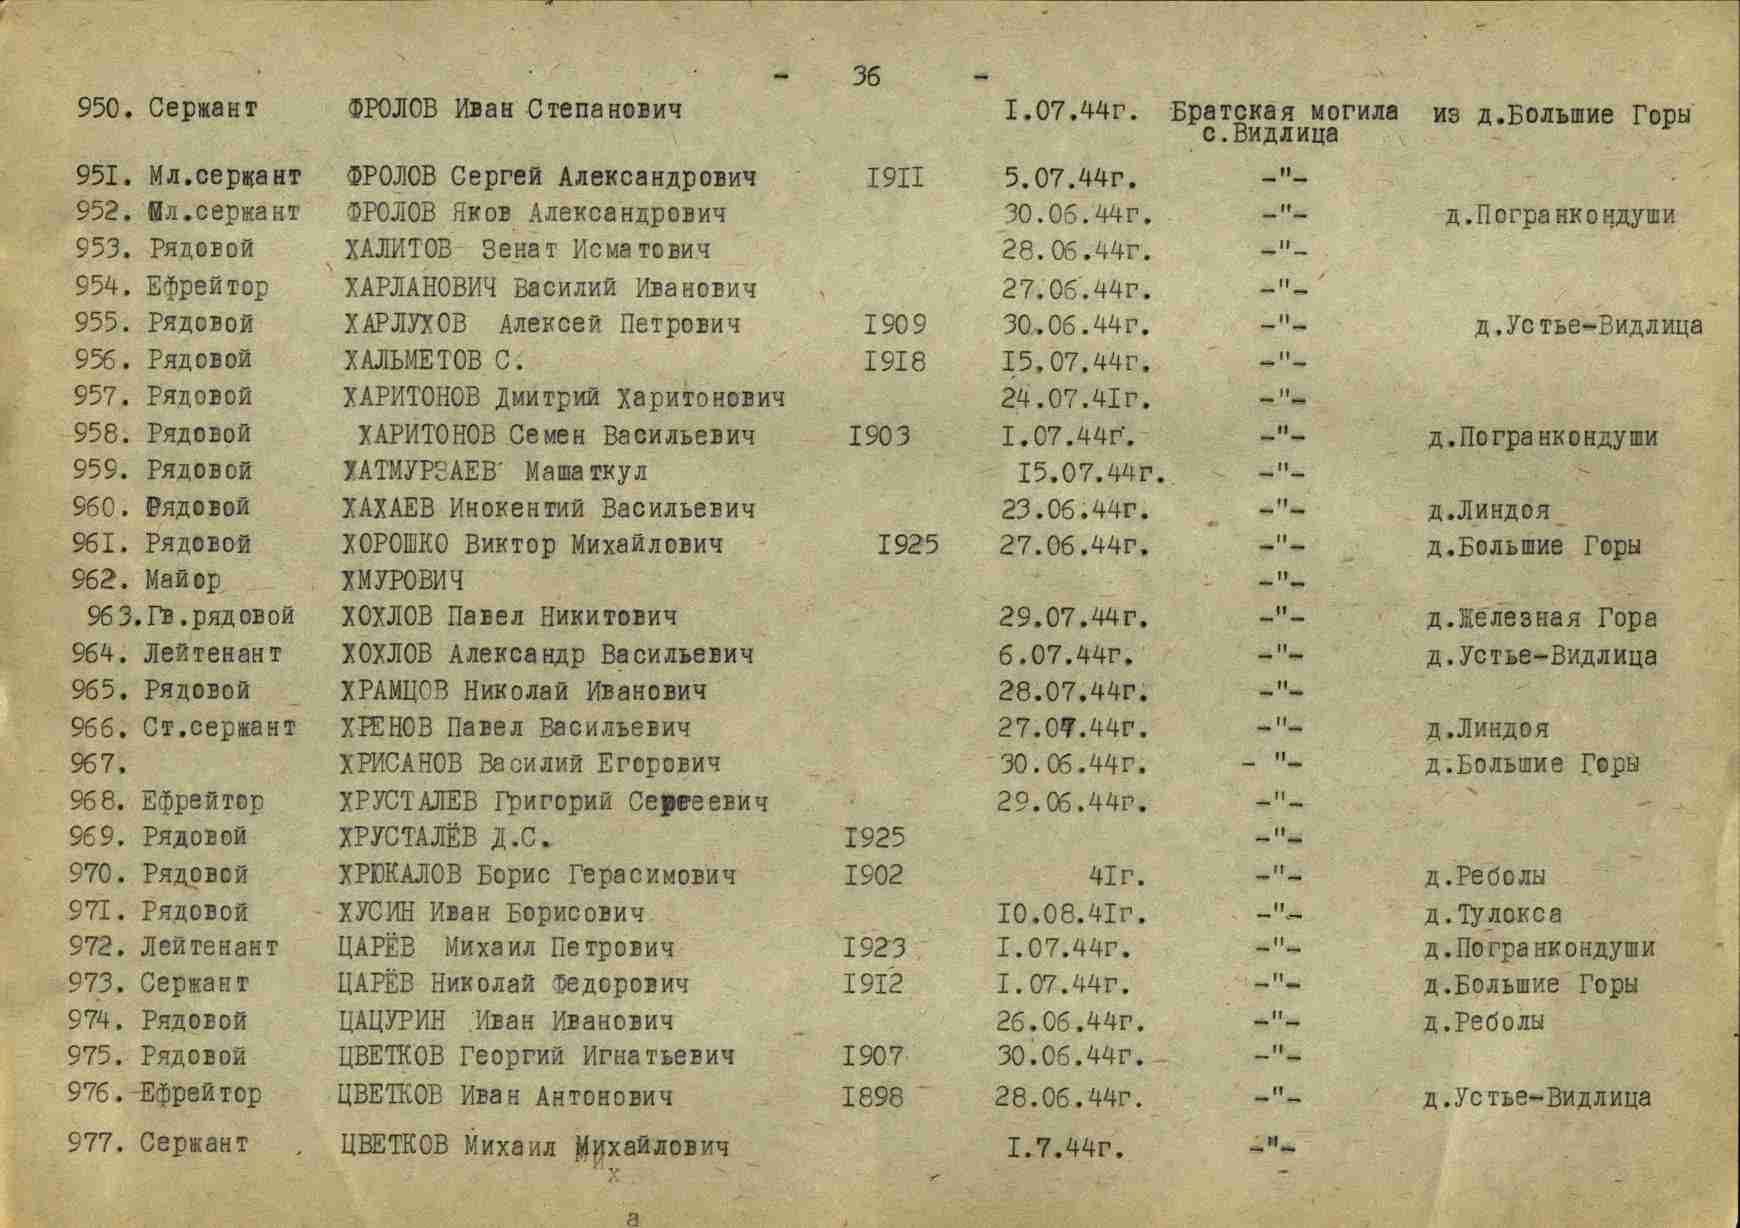 - 36 -
950. Сержант ФРОЛОВ Иван Степанович I.07.44г. Братская могила из д.Большие Горы
с.Видлица
95I. Мл.сержант ФРОЛОВ Сергей Александрович I9II 5.07.44г. -"-
952. Мл.сержант ФРОЛОВ Яков Александрович 30.06.44г. -"- д.Погранкондуши
953. Рядовой ХАЛИТОВ Зенат Исматович 28.06.44г. -"-
954. Ефрейтор ХАРЛАНОВИЧ Василий Иванович 27.06.44г. -"-
955. Рядовой ХАРЛУХОВ Алексей Петрович I909 30.06.44г. -"- д.Устье-Видлица
956. Рядовой ХАЛЬМЕТОВ С. I9I8 I5.07.44г. -"-
957. Рядовой ХАРИТОНОВ Дмитрий Харитонович 24.07.4Iг. -"-
958. Рядовой ХАРИТОНОВ Семен Васильевич I903 I.07.44г. -"- д.Погранкондуши
959. Рядовой ХАТМУРЗАЕВ Машаткул I5.07.44г. -"-
960. Рядовой ХАХАЕВ Инокентий Васильевич 23.06.44г. -"- д.Линдоя
96I. Рядовой ХОРОШКО Виктор Михайлович I925 27.06.44г. -"- д.Большие Горы
962. Майор ХМУРОВИЧ -"-
963.Гв.рядовой ХОХЛОВ Павел Никитович 29.07.44г. -"- д.Железная Гора
964. Лейтенант ХОХЛОВ Александр Васильевич 6.07.44г. -"- д.Устье-Видлица
965. Рядовой ХРАМЦОВ Николай Иванович 28.07.44г. -"-
966. Ст.сержант ХРЕНОВ Павел Васильевич 27.07.44г. -"- д.Линдоя
967. ХРИСАНОВ Василий Егорович 30.06.44г. - "- д.Большие Горы
968. Ефрейтор ХРУСТАЛЕВ Григорий Сергеевич 29.06.44г. -"-
969. Рядовой ХРУСТАЛЁВ Д.С. I925 -"-
970. Рядовой ХРЮКАЛОВ Борис Герасимович I902 4Iг. -"- д.Реболы
97I. Рядовой ХУСИН Иван Борисович I0.08.4Iг. -"- д.Тулокса
972. Лейтенант ЦАРЁВ Михаил Петрович I923 I.07.44г. -"- д.Погранкондуши
973. Сержант ЦАРЁВ Николай Федорович I9I2 I.07.44г. -"- д.Большие Горы
974. Рядовой ЦАЦУРИН Иван Иванович 26.06.44г. -"- д.Реболы
975. Рядовой ЦВЕТКОВ Георгий Игнатьевич I907 30.06.44г. -"-
976. Ефрейтор ЦВЕТКОВ Иван Антонович I898 28.06.44г. -"- д.Устье-Видлица
977. Сержант ЦВЕТКОВ Михаил Михайлович I.7.44г. -"-
х
а